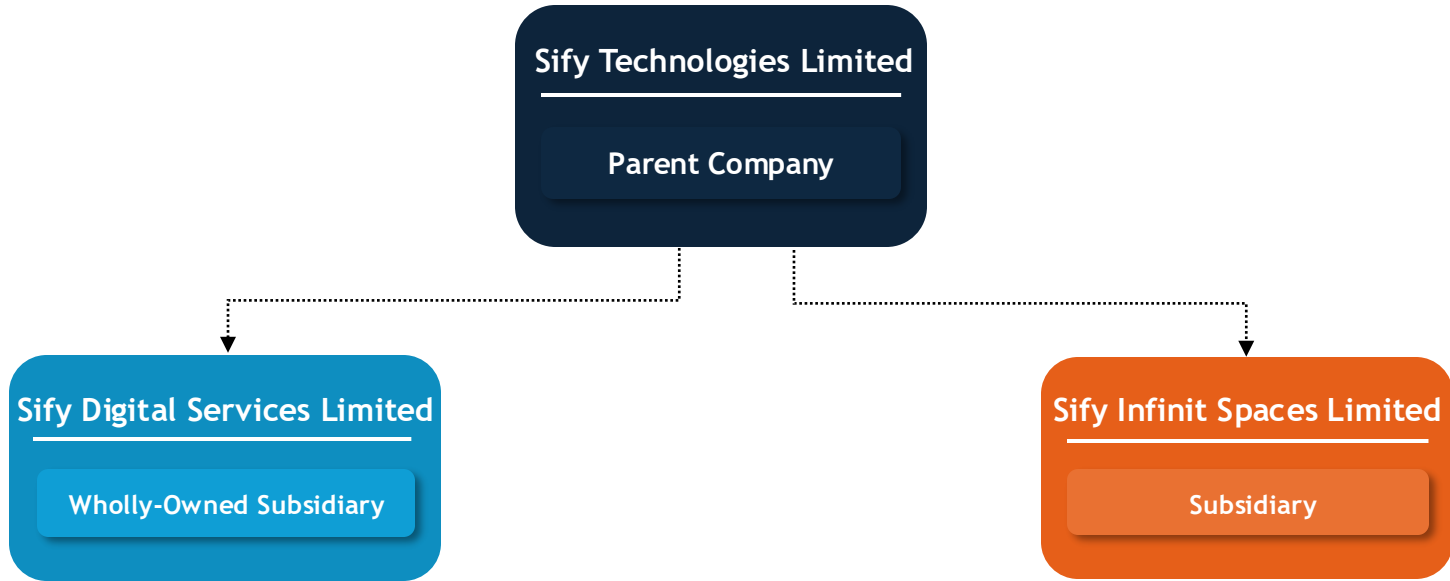 Sify Technologies Limited
Parent Company
Sify Digital Services Limited
Wholly-Owned Subsidiary
Sify Infinit Spaces Limited
Subsidiary